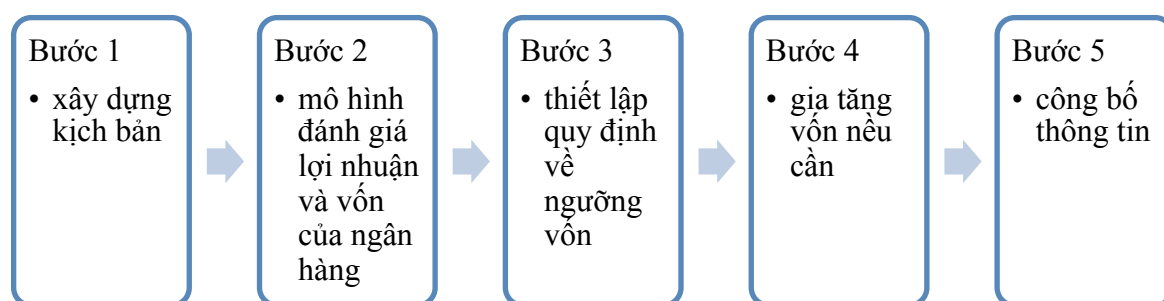 Bước 1
• xây dựng
kịch bản
Bước 2
• mô hình
đánh giá
lợi nhuận
và vốn
của ngân
hàng
Bước 3
• thiết lập
quy định
về
ngưỡng
vốn
Bước 4
• gia tăng
vốn nều
cần
Bước 5
• công bố
thông tin